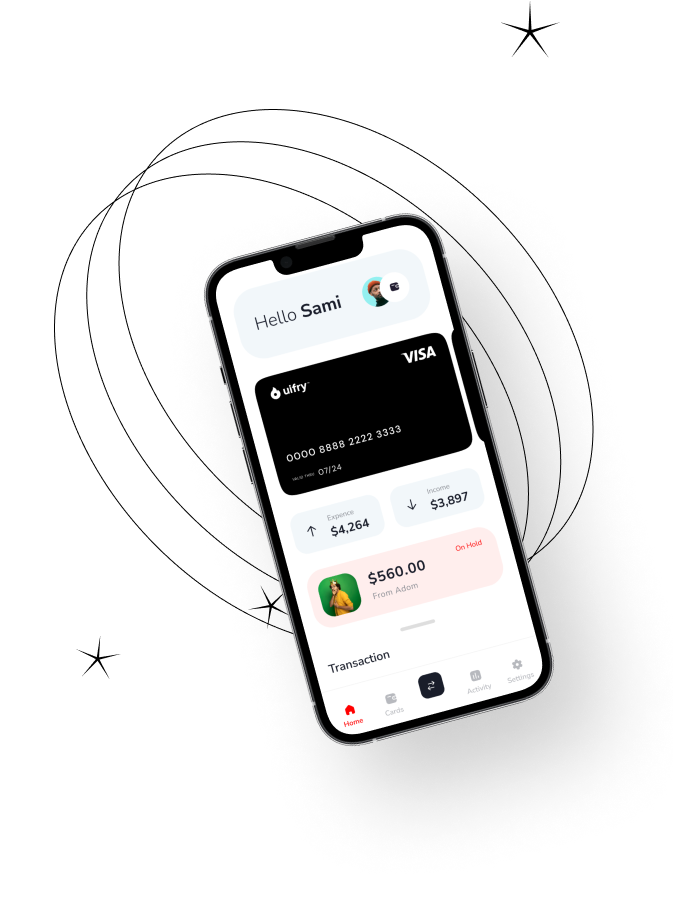 Hello Sami
VISA
uifry
0000 8888 2222 3333
VALID THRU 07/24
Expence
$4,264
Income
$3,897
On Hold
$560.00
From Adom
Transaction
Home
Cards
Activity
Settings